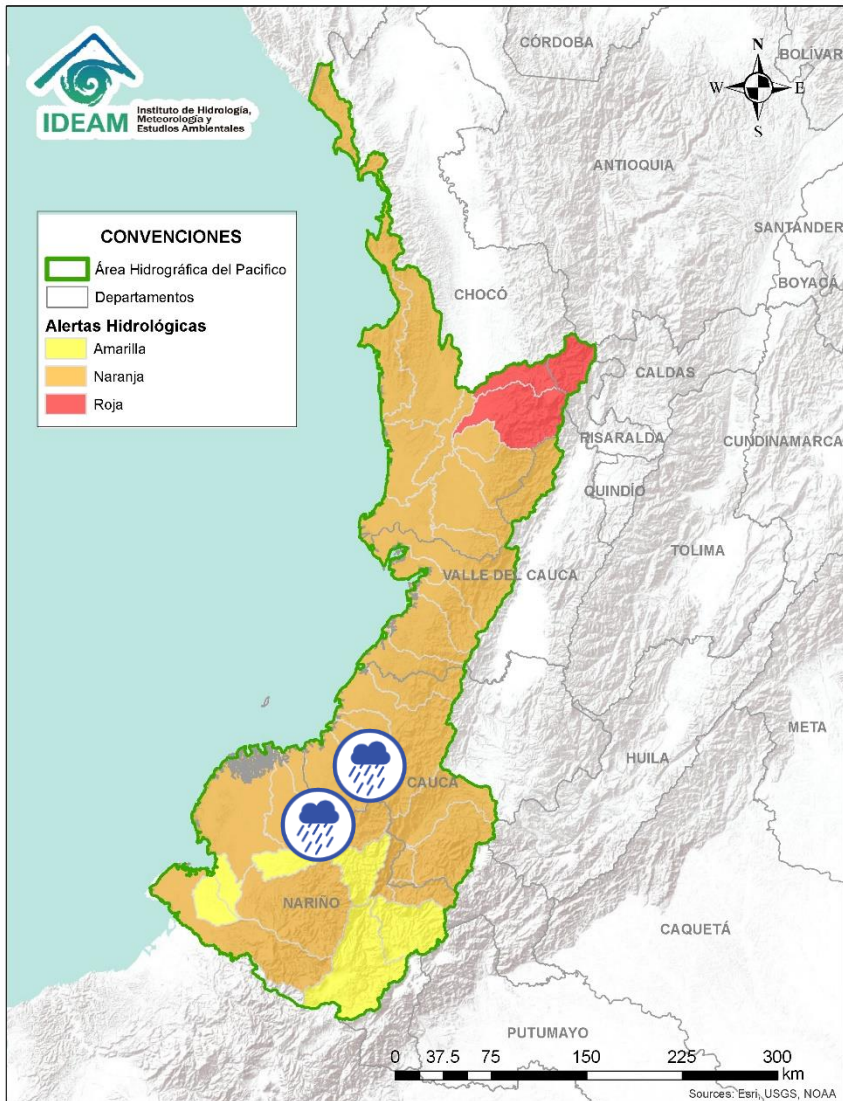 IDEAM
Instituto de Hidrología,
Meteorología y
Estudios Ambientales
CÓRDOBA
BOLÍVAR
N
W
E
S
ANTIOQUIA
SANTANDER
BOYACÁ
CONVENCIONES
Área Hidrográfica del Pacifico
Departamentos
Alertas Hidrológicas
Amarilla
Naranja
Roja
CHOCÓ
CALDAS
RISARALDA
CUNDINAMARCA
QUINDÍO
TOLIMA
VALLE DEL CAUCA
META
HUILA
CAUCA
NARIÑO
CAQUETÁ
PUTUMAYO
0 37.5 75 150 225 300
km
Sources: Esri, USGS, NOAA